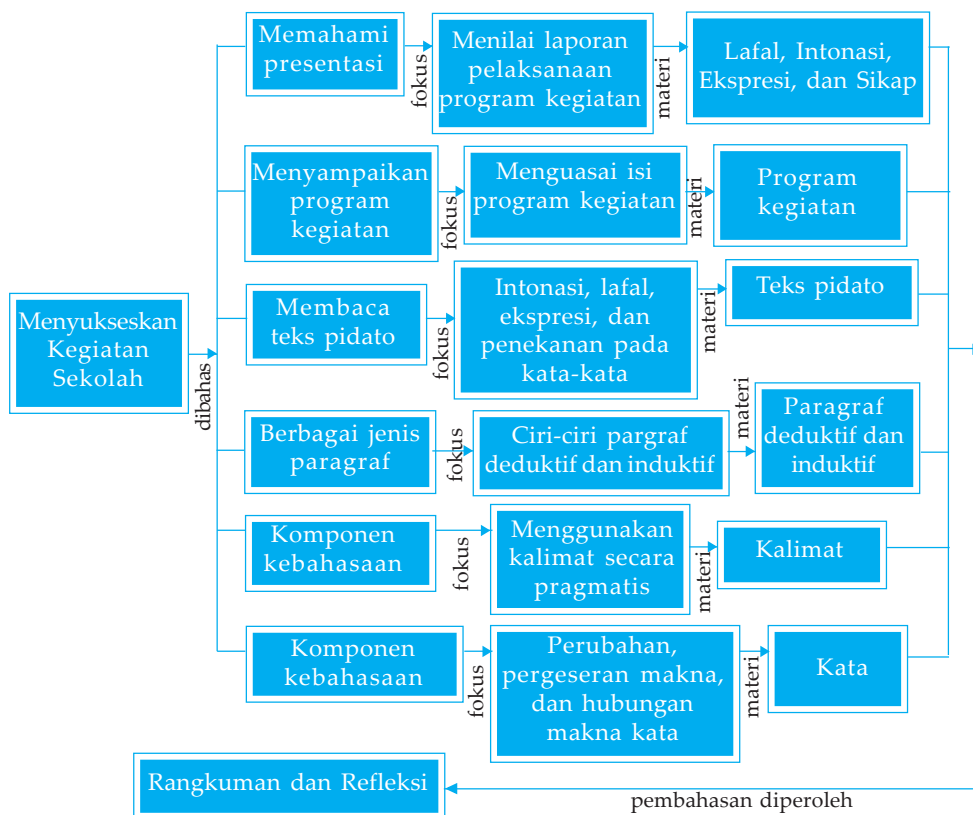 Memahami
presentasi
fokus
Menilai laporan
pelaksanaan
program kegiatan
materi
Lafal, Intonasi,
Ekspresi, dan Sikap
Menyampaikan
program
kegiatan
fokus
Menguasai isi
program kegiatan
materi
Program
kegiatan
Menyukseskan
Kegiatan
Sekolah
dibahas
Membaca
teks pidato
fokus
Intonasi, lafal,
ekspresi, dan
penekanan pada
kata-kata
materi
Teks pidato
Berbagai jenis
paragraf
fokus
Ciri-ciri pargraf
deduktif dan induktif
materi
Paragraf
deduktif dan
induktif
Komponen
kebahasaan
fokus
Menggunakan
kalimat secara
pragmatis
materi
Kalimat
Komponen
kebahasaan
fokus
Perubahan,
pergeseran makna,
dan hubungan
makna kata
materi
Kata
Rangkuman dan Refleksi
pembahasan diperoleh